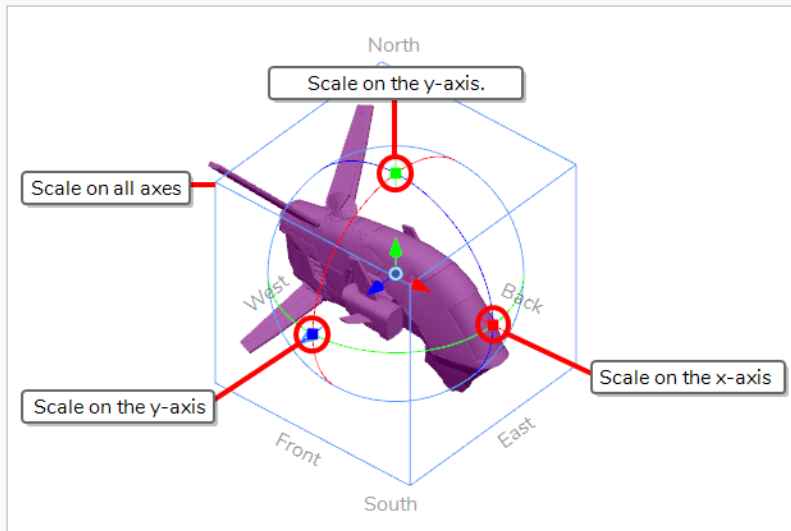 North
Scale on the y-axis.
Scale on all axes
West
Back
Scale on the x-axis
Scale on the y-axis
Front
East
South